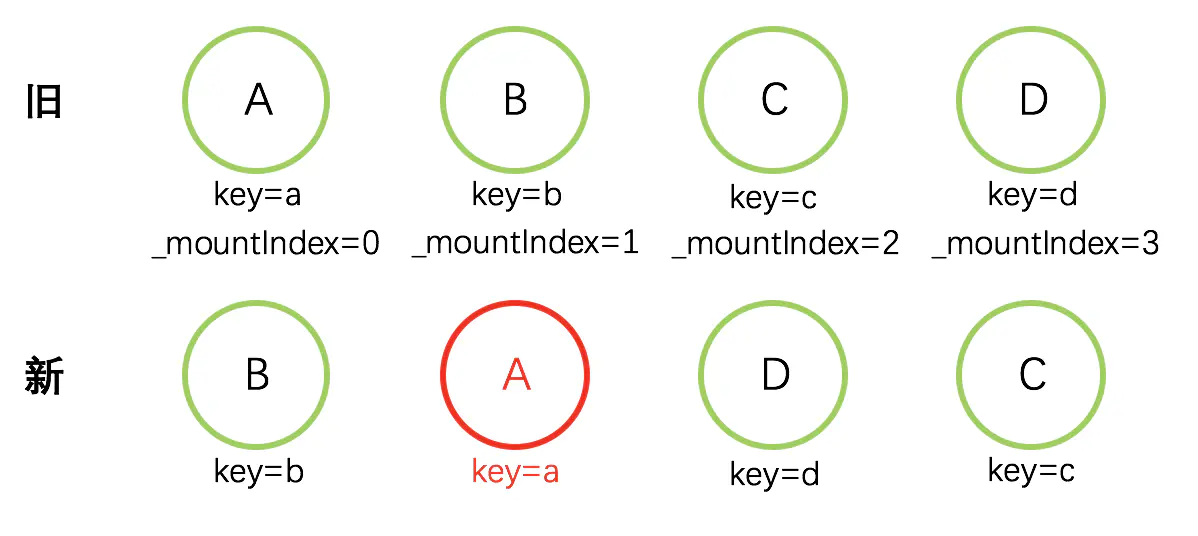 旧 A B C D
key=a key=b key=c key=d
_mountIndex=0 _mountIndex=1 _mountIndex=2 _mountIndex=3
新 B A D C
key=b key=a key=d key=c